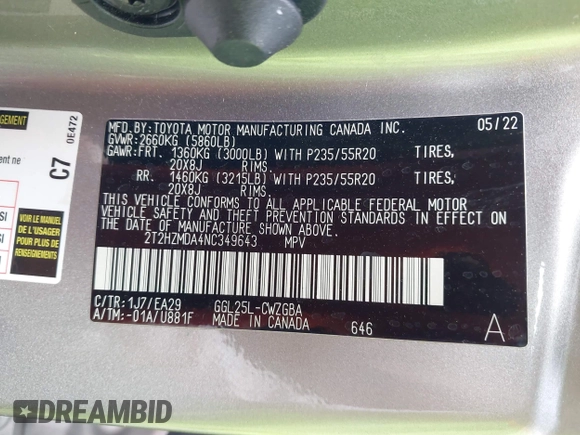 MFD.BY:TOYOTA MOTOR MANUFACTURING CANADA INC. 05/22
GVWR:2660KG (5860LB)
GAWR:FRT. 1360KG (3000LB) WITH P235/55R20 TIRES,
20X8J RIMS.
RR. 1460KG (3215LB) WITH P235/55R20 TIRES,
20X8J RIMS.
THIS VEHICLE CONFORMS TO ALL APPLICABLE FEDERAL MOTOR
VEHICLE SAFETY AND THEFT PREVENTION STANDARDS IN EFFECT ON
THE DATE OF MANUFACTURE SHOWN ABOVE.
2T2HZMDA4NC349643 MPV
C/TR:1J7/EA29 GGL25L-CWZGBA
A/TM:-01A/U881F MADE IN CANADA 646 A
C7
0E472
ent ne
SI
SI
VOIR LE MANUEL
DE L'USAGER
POUR PLUS DE
RENSEIGNEMENTS
DREAMBID